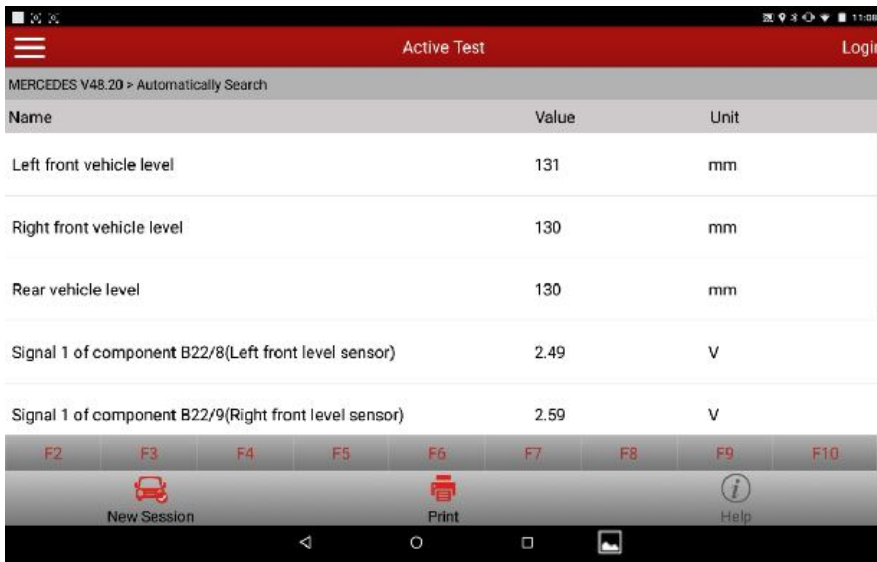 11:08
Active Test
Login
MERCEDES V48.20 > Automatically Search
Name Value Unit
Left front vehicle level 131 mm
Right front vehicle level 130 mm
Rear vehicle level 130 mm
Signal 1 of component B22/8(Left front level sensor) 2.49 V
Signal 1 of component B22/9(Right front level sensor) 2.59 V
F2 F3 F4 F5 F6 F7 F8 F9 F10
New Session Print Help